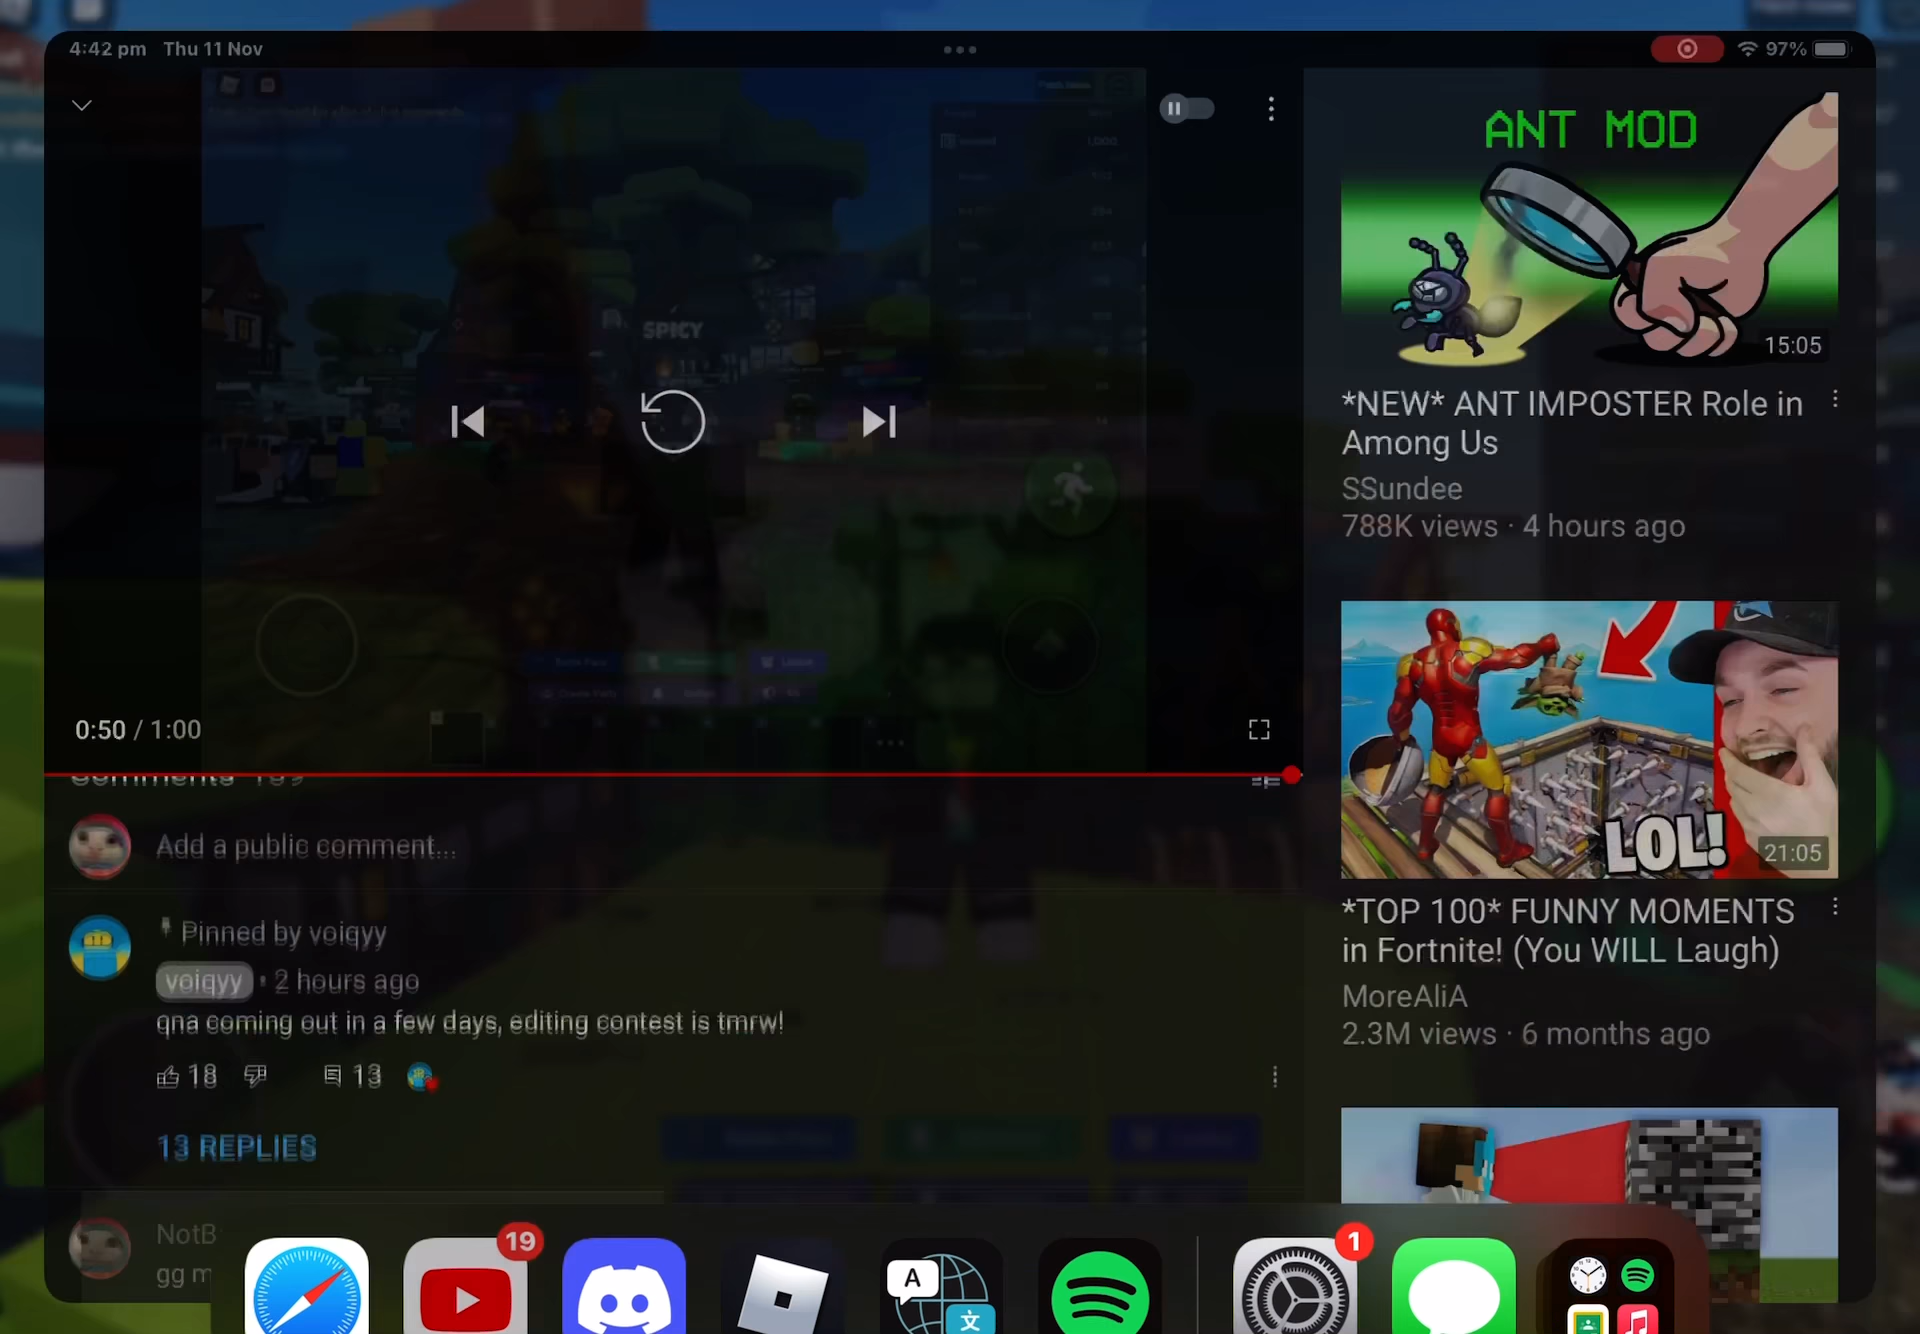 4:42 pm Thu 11 Nov
97%
SPICY
0:50 / 1:00
Comments 189
Add a public comment...
Pinned by voiqyy
voiqyy · 2 hours ago
qna coming out in a few days, editing contest is tmrw!
18 13
13 REPLIES
NotB
gg m
ANT MOD
15:05
*NEW* ANT IMPOSTER Role in
Among Us
SSundee
788K views · 4 hours ago
LOL!
21:05
*TOP 100* FUNNY MOMENTS
in Fortnite! (You WILL Laugh)
MoreAliA
2.3M views · 6 months ago
19
A
文
1